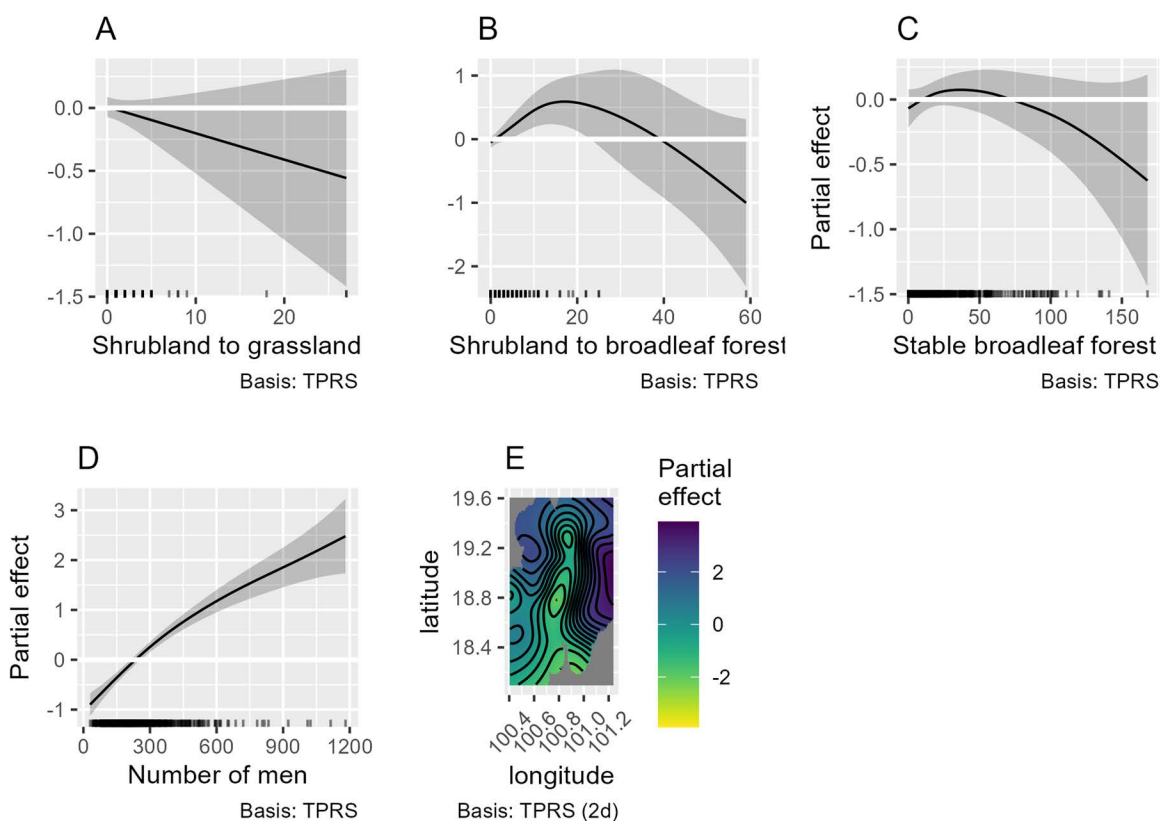 A
0.0
-0.5
-1.0
-1.5
0
10
20
Shrubland to grassland
Basis: TPRS
B
1
0
-1
-2
0
20
40
60
Shrubland to broadleaf forest
Basis: TPRS
C
Partial effect
0.0
-0.5
-1.0
-1.5
0
50
100
150
Stable broadleaf forest
Basis: TPRS
D
Partial effect
3
2
1
0
-1
0
300
600
900
1200
Number of men
Basis: TPRS
E
latitude
19.6
19.2
18.8
18.4
100.4
100.6
100.8
101.0
101.2
longitude
Basis: TPRS (2d)
Partial
effect
2
0
-2